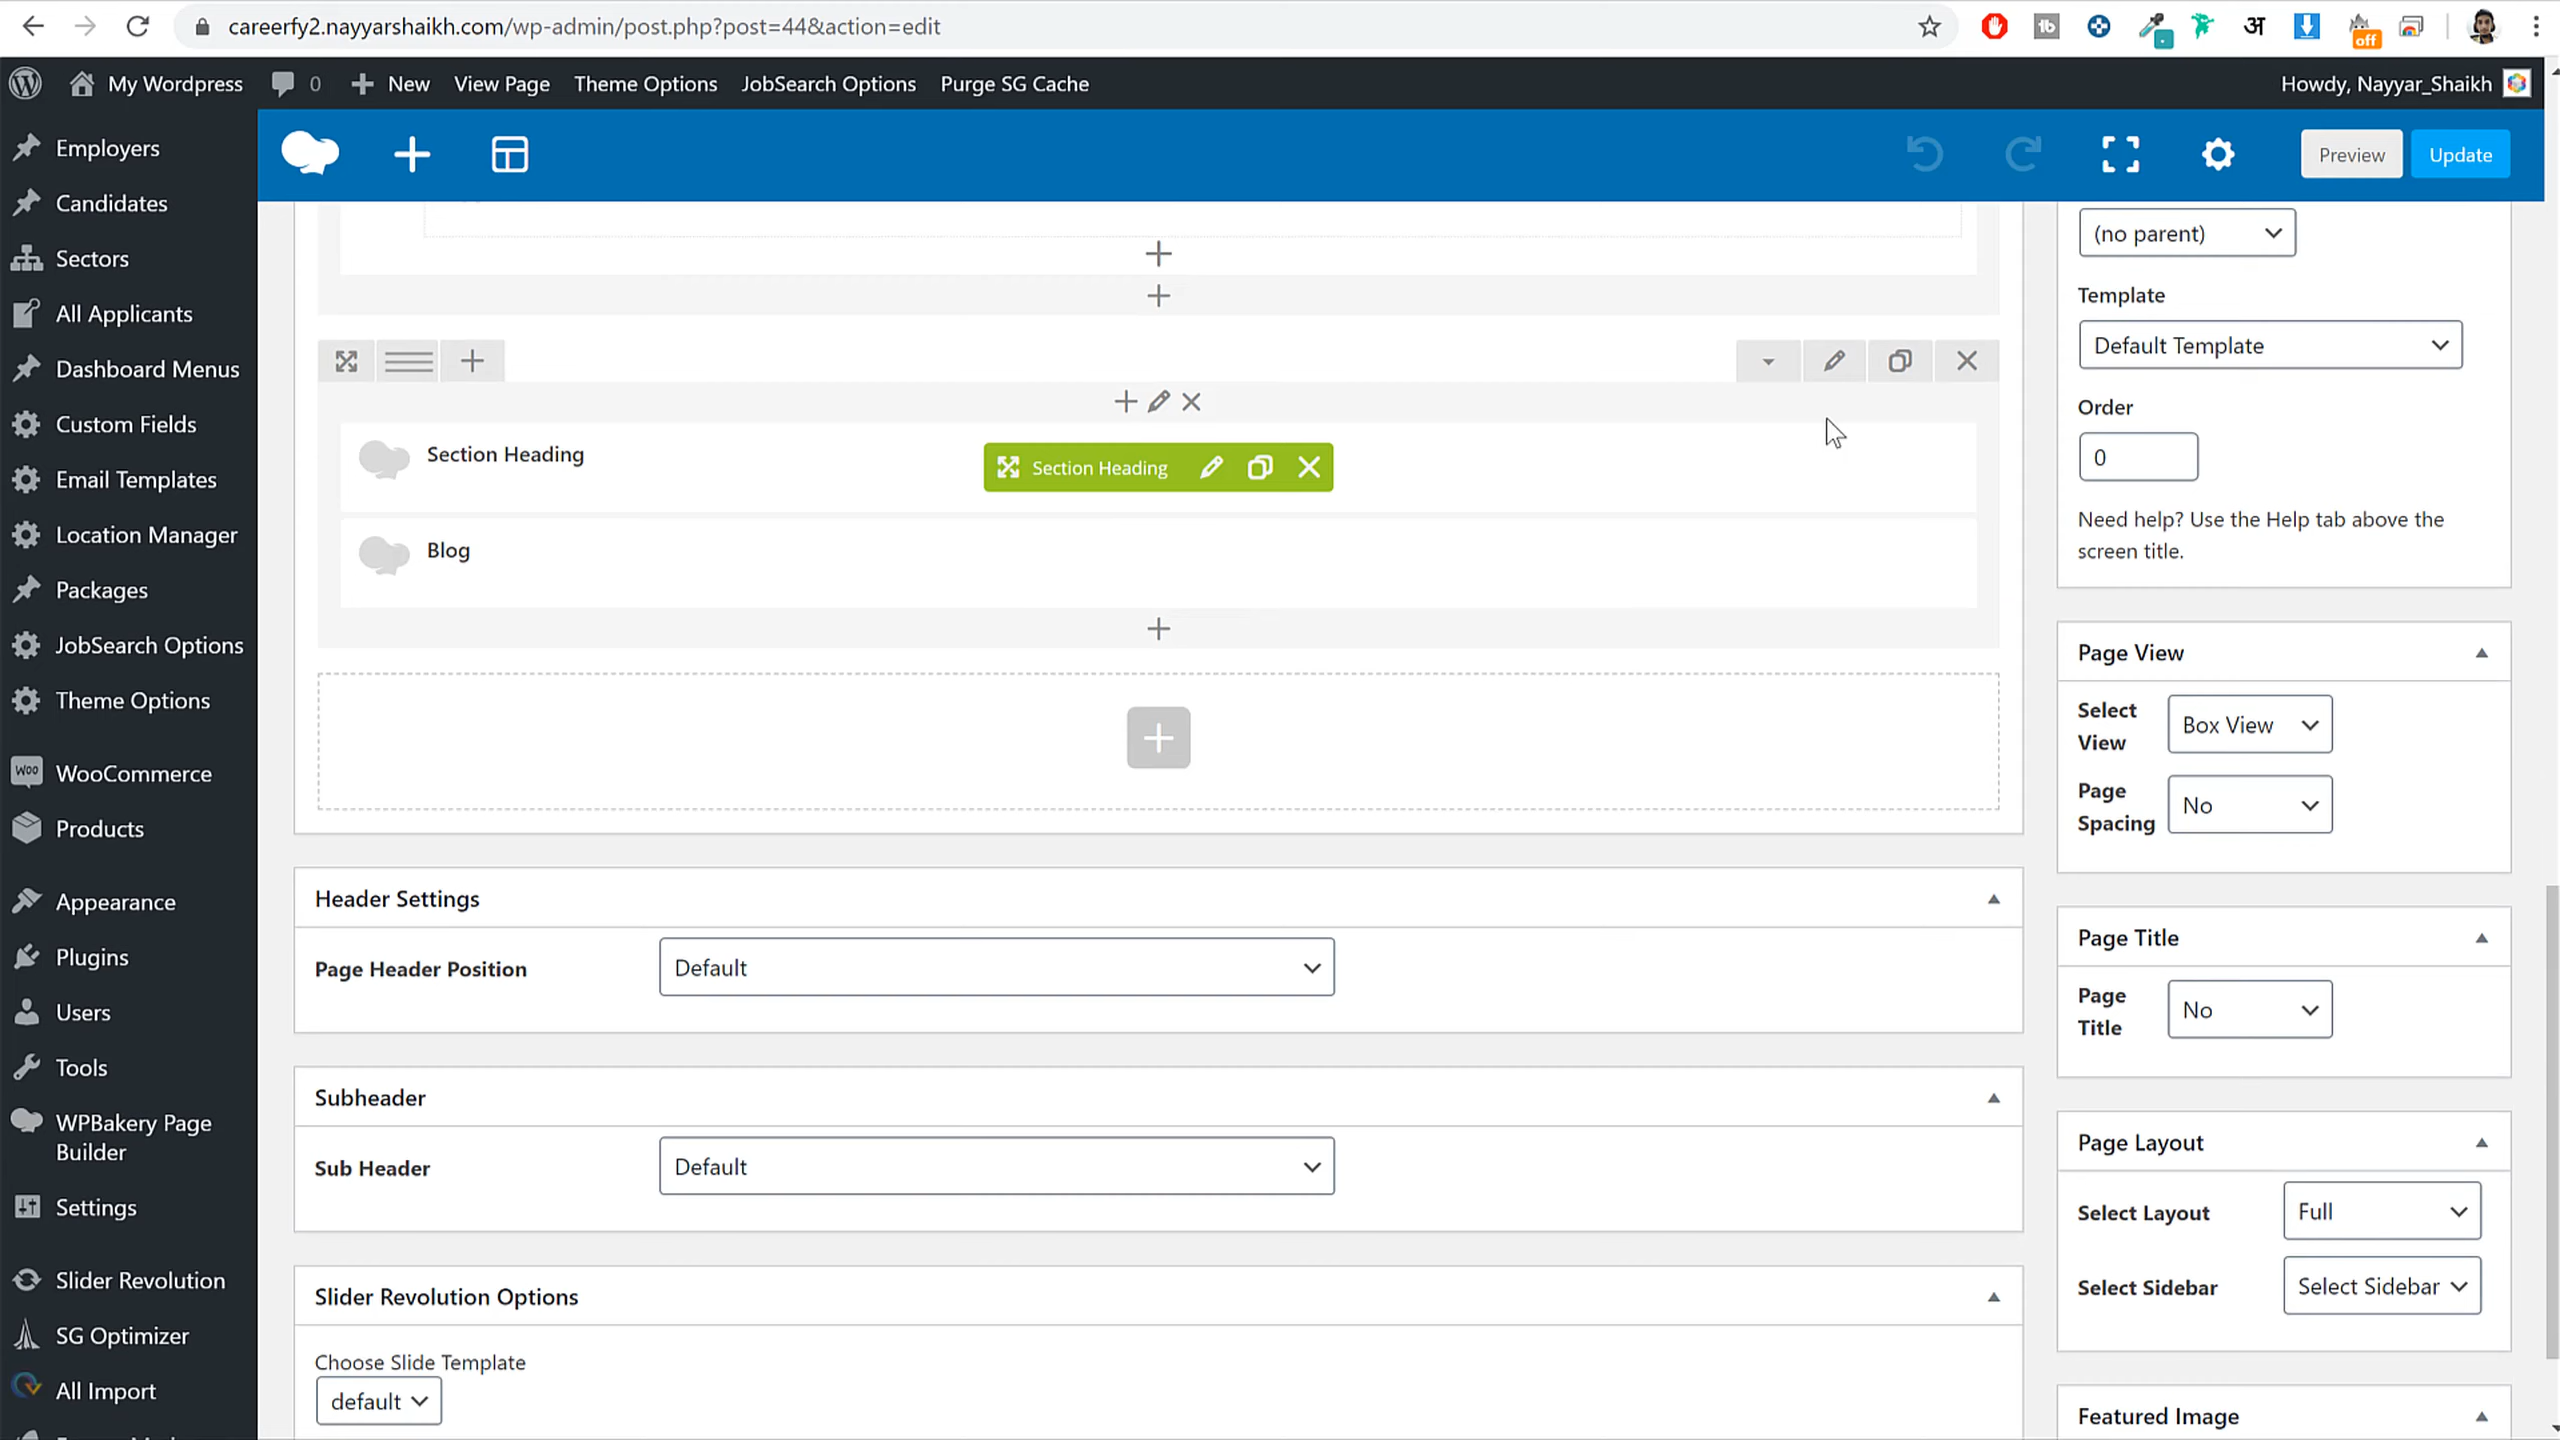 careerfy2.nayyarshaikh.com/wp-admin/post.php?post=44&action=edit
tb
अ
off
My Wordpress
0
New
View Page
Theme Options
JobSearch Options
Purge SG Cache
Howdy, Nayyar_Shaikh
Preview
Update
Employers
Candidates
Sectors
All Applicants
Dashboard Menus
Custom Fields
Email Templates
Location Manager
Packages
JobSearch Options
Theme Options
WOO
WooCommerce
Products
Appearance
Plugins
Users
Tools
WPBakery Page
Builder
Settings
Slider Revolution
SG Optimizer
All Import
Section Heading
Section Heading
Blog
Header Settings
Page Header Position
Default
Subheader
Sub Header
Default
Slider Revolution Options
Choose Slide Template
default
(no parent)
Template
Default Template
Order
0
Need help? Use the Help tab above the
screen title.
Page View
Select
View
Box View
Page
Spacing
No
Page Title
Page
Title
No
Page Layout
Select Layout
Full
Select Sidebar
Select Sidebar
Featured Image